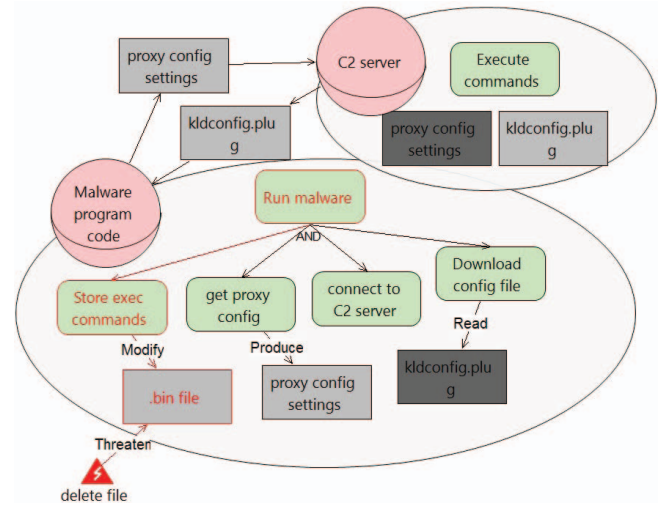 proxy config
settings
C2 server
Execute
commands
kldconfig.plu
g
proxy config
settings
kldconfig.plu
g
Malware
program
code
Run malware
AND
Store exec
commands
get proxy
config
connect to
C2 server
Download
config file
Modify
Produce
Read
.bin file
proxy config
settings
kldconfig.plu
g
Threaten
delete file